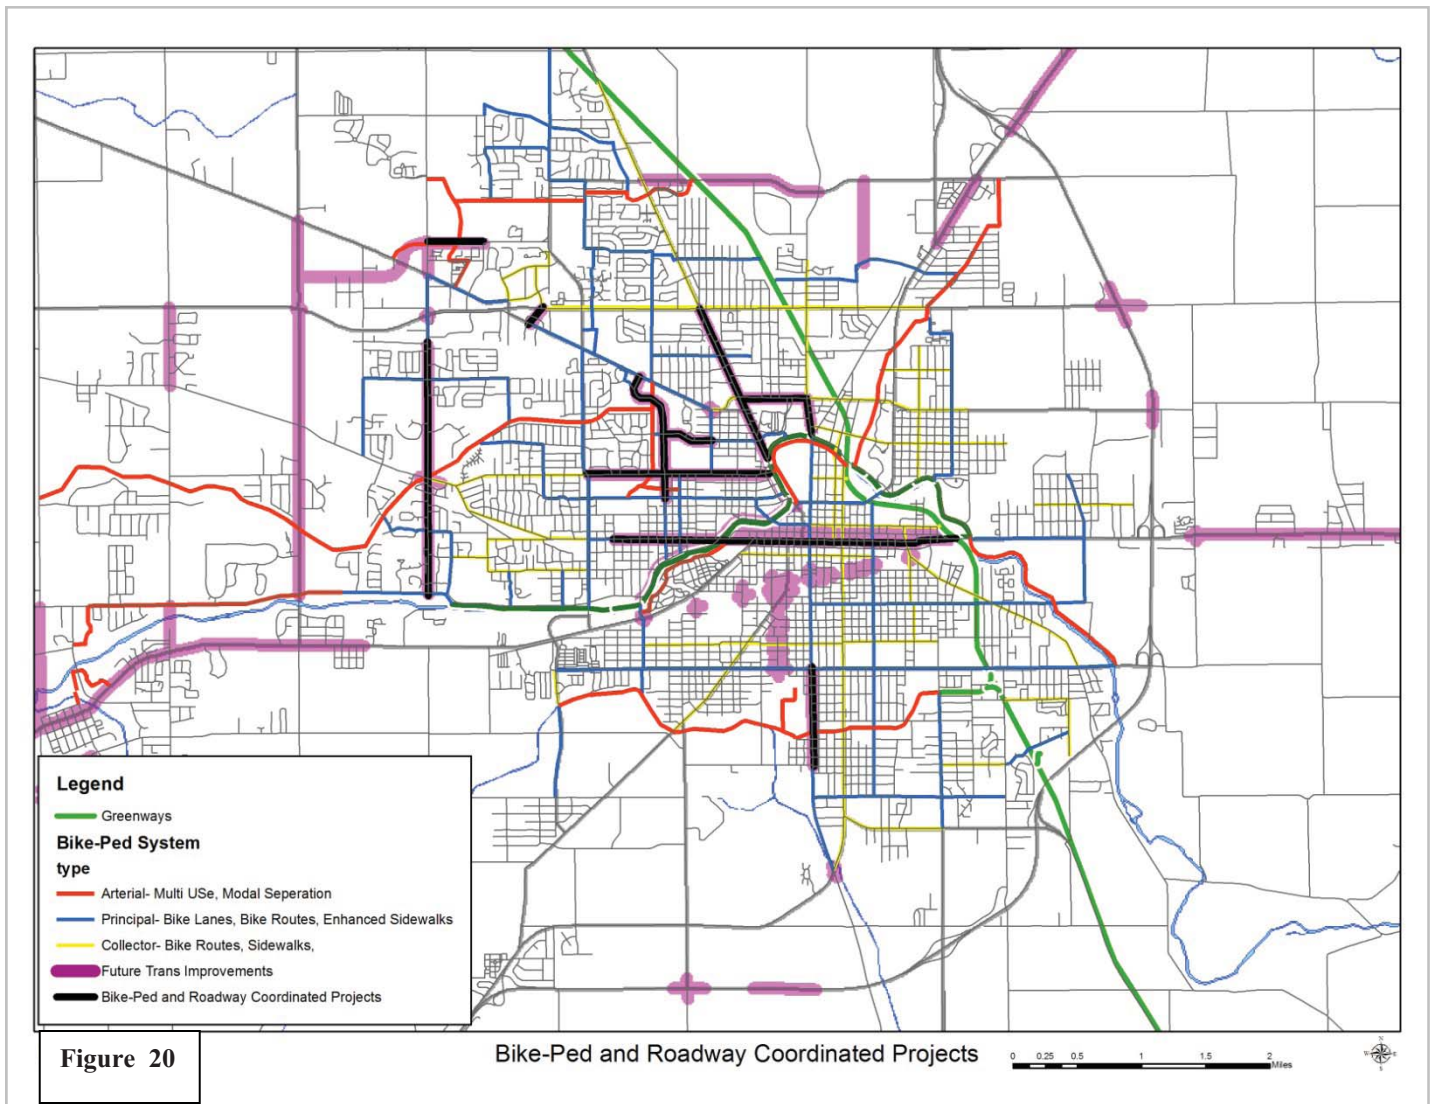 Legend
Greenways
Bike-Ped System
type
Arterial- Multi USe, Modal Seperation
Principal- Bike Lanes, Bike Routes, Enhanced Sidewalks
Collector- Bike Routes, Sidewalks,
Future Trans Improvements
Bike-Ped and Roadway Coordinated Projects
Figure 20
Bike-Ped and Roadway Coordinated Projects
0 0.25 0.5 1 1.5 2
Miles
N
W E
S